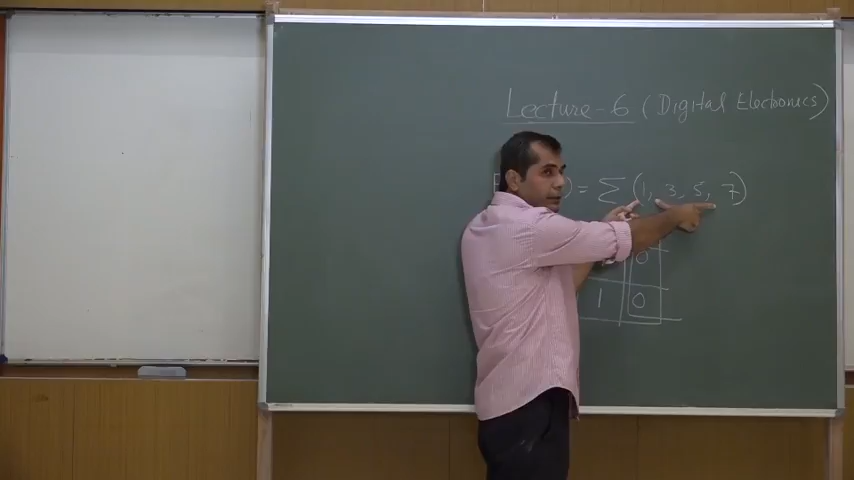 Lecture-6 (Digital Electronics)
) = Σ (1, 3, 5, 7)
0
1 0